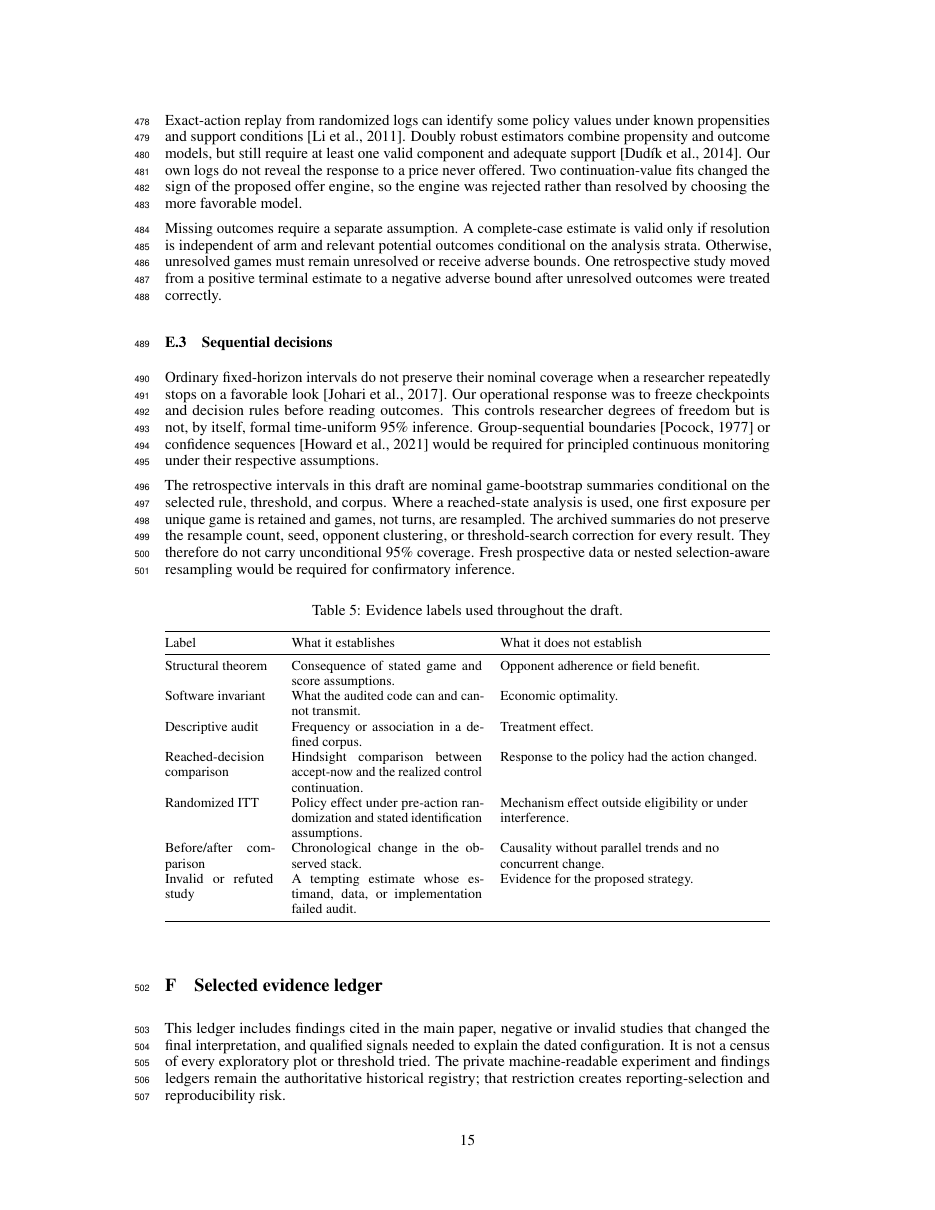 478 Exact-action replay from randomized logs can identify some policy values under known propensities
479 and support conditions [Li et al., 2011]. Doubly robust estimators combine propensity and outcome
480 models, but still require at least one valid component and adequate support [Dudík et al., 2014]. Our
481 own logs do not reveal the response to a price never offered. Two continuation-value fits changed the
482 sign of the proposed offer engine, so the engine was rejected rather than resolved by choosing the
483 more favorable model.
484 Missing outcomes require a separate assumption. A complete-case estimate is valid only if resolution
485 is independent of arm and relevant potential outcomes conditional on the analysis strata. Otherwise,
486 unresolved games must remain unresolved or receive adverse bounds. One retrospective study moved
487 from a positive terminal estimate to a negative adverse bound after unresolved outcomes were treated
488 correctly.
489 E.3 Sequential decisions
490 Ordinary fixed-horizon intervals do not preserve their nominal coverage when a researcher repeatedly
491 stops on a favorable look [Johari et al., 2017]. Our operational response was to freeze checkpoints
492 and decision rules before reading outcomes. This controls researcher degrees of freedom but is
493 not, by itself, formal time-uniform 95% inference. Group-sequential boundaries [Pocock, 1977] or
494 confidence sequences [Howard et al., 2021] would be required for principled continuous monitoring
495 under their respective assumptions.
496 The retrospective intervals in this draft are nominal game-bootstrap summaries conditional on the
497 selected rule, threshold, and corpus. Where a reached-state analysis is used, one first exposure per
498 unique game is retained and games, not turns, are resampled. The archived summaries do not preserve
499 the resample count, seed, opponent clustering, or threshold-search correction for every result. They
500 therefore do not carry unconditional 95% coverage. Fresh prospective data or nested selection-aware
501 resampling would be required for confirmatory inference.
Table 5: Evidence labels used throughout the draft.
Label What it establishes What it does not establish
Structural theorem Consequence of stated game and Opponent adherence or field benefit.
score assumptions.
Software invariant What the audited code can and can- Economic optimality.
not transmit.
Descriptive audit Frequency or association in a de- Treatment effect.
fined corpus.
Reached-decision Hindsight comparison between Response to the policy had the action changed.
comparison accept-now and the realized control
continuation.
Randomized ITT Policy effect under pre-action ran- Mechanism effect outside eligibility or under
domization and stated identification interference.
assumptions.
Before/after com- Chronological change in the ob- Causality without parallel trends and no
parison served stack. concurrent change.
Invalid or refuted A tempting estimate whose es- Evidence for the proposed strategy.
study timand, data, or implementation
failed audit.
502 F Selected evidence ledger
503 This ledger includes findings cited in the main paper, negative or invalid studies that changed the
504 final interpretation, and qualified signals needed to explain the dated configuration. It is not a census
505 of every exploratory plot or threshold tried. The private machine-readable experiment and findings
506 ledgers remain the authoritative historical registry; that restriction creates reporting-selection and
507 reproducibility risk.
15